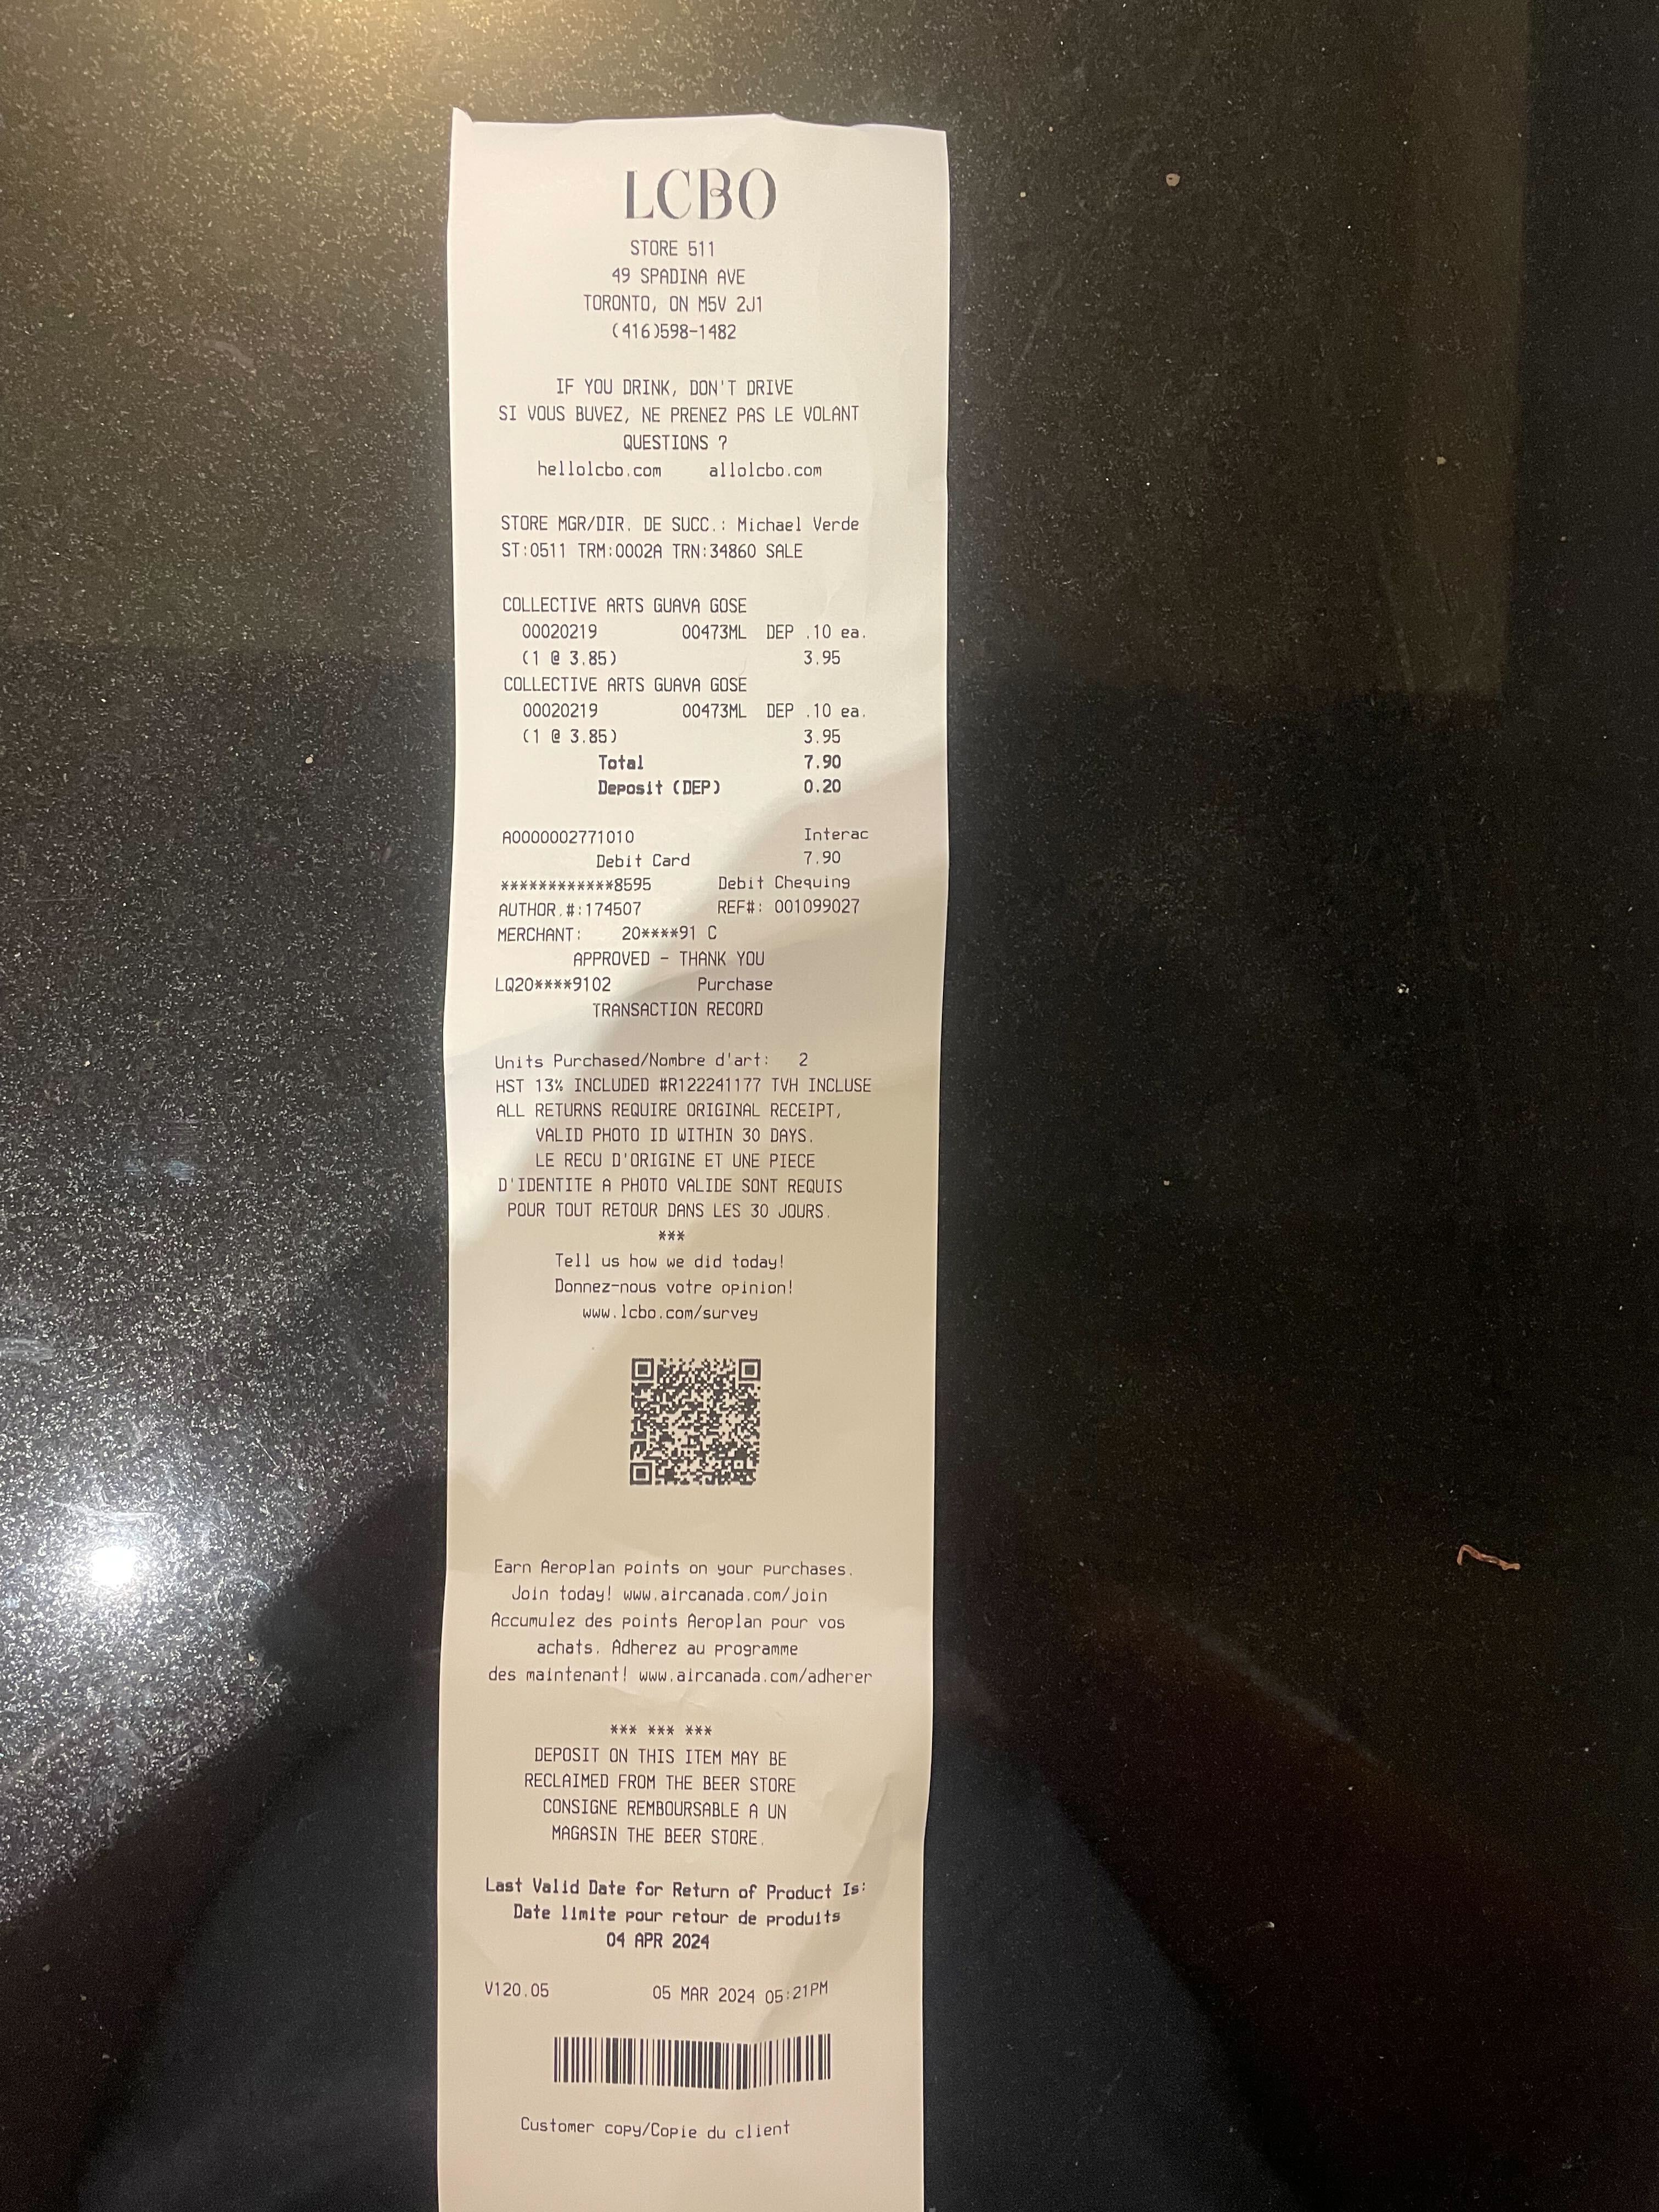 LCBO
STORE 511
49 SPADINA AVE
TORONTO, ON M5V 2J1
(416)598-1482
IF YOU DRINK, DON'T DRIVE
SI VOUS BUVEZ, NE PRENEZ PAS LE VOLANT
QUESTIONS ?
hellolcbo.com allolcbo.com
STORE MGR/DIR. DE SUCC.: Michael Verde
ST:0511 TRM:0002A TRN:34860 SALE
COLLECTIVE ARTS GUAVA GOSE
00020219 00473ML DEP .10 ea.
(1 @ 3.85) 3.95
COLLECTIVE ARTS GUAVA GOSE
00020219 00473ML DEP .10 ea.
(1 @ 3.85) 3.95
Total 7.90
Deposit (DEP) 0.20
A0000002771010 Interac
Debit Card 7.90
************8595 Debit Chequing
AUTHOR.#:174507 REF#: 001099027
MERCHANT: 20****91 C
APPROVED - THANK YOU
LQ20****9102 Purchase
TRANSACTION RECORD
Units Purchased/Nombre d'art: 2
HST 13% INCLUDED #R122241177 TVH INCLUSE
ALL RETURNS REQUIRE ORIGINAL RECEIPT,
VALID PHOTO ID WITHIN 30 DAYS.
LE RECU D'ORIGINE ET UNE PIECE
D'IDENTITE A PHOTO VALIDE SONT REQUIS
POUR TOUT RETOUR DANS LES 30 JOURS.
***
Tell us how we did today!
Donnez-nous votre opinion!
www.lcbo.com/survey
Earn Aeroplan points on your purchases.
Join today! www.aircanada.com/join
Accumulez des points Aeroplan pour vos
achats. Adherez au programme
des maintenant! www.aircanada.com/adherer
*** *** ***
DEPOSIT ON THIS ITEM MAY BE
RECLAIMED FROM THE BEER STORE
CONSIGNE REMBOURSABLE A UN
MAGASIN THE BEER STORE.
Last Valid Date for Return of Product Is:
Date limite pour retour de produits
04 APR 2024
V120.05 05 MAR 2024 05:21PM
Customer copy/Copie du client